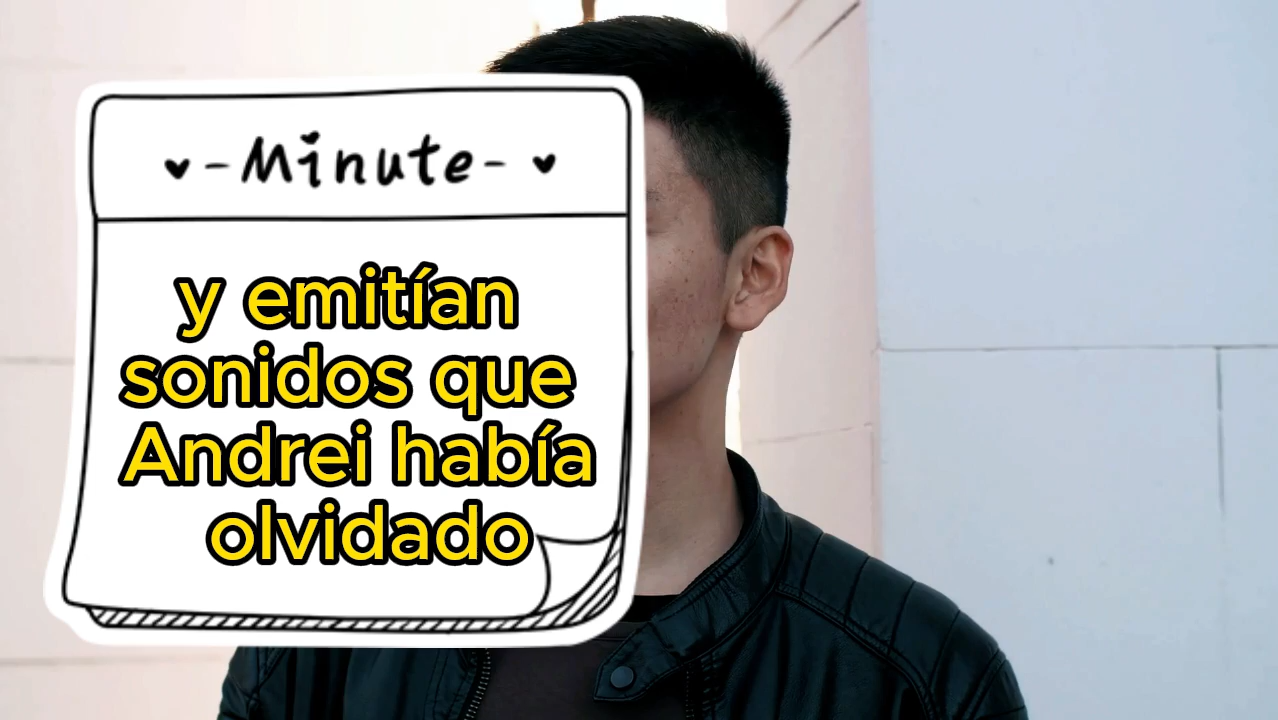 -Minute-
y emitían
sonidos que
Andrei había
olvidado